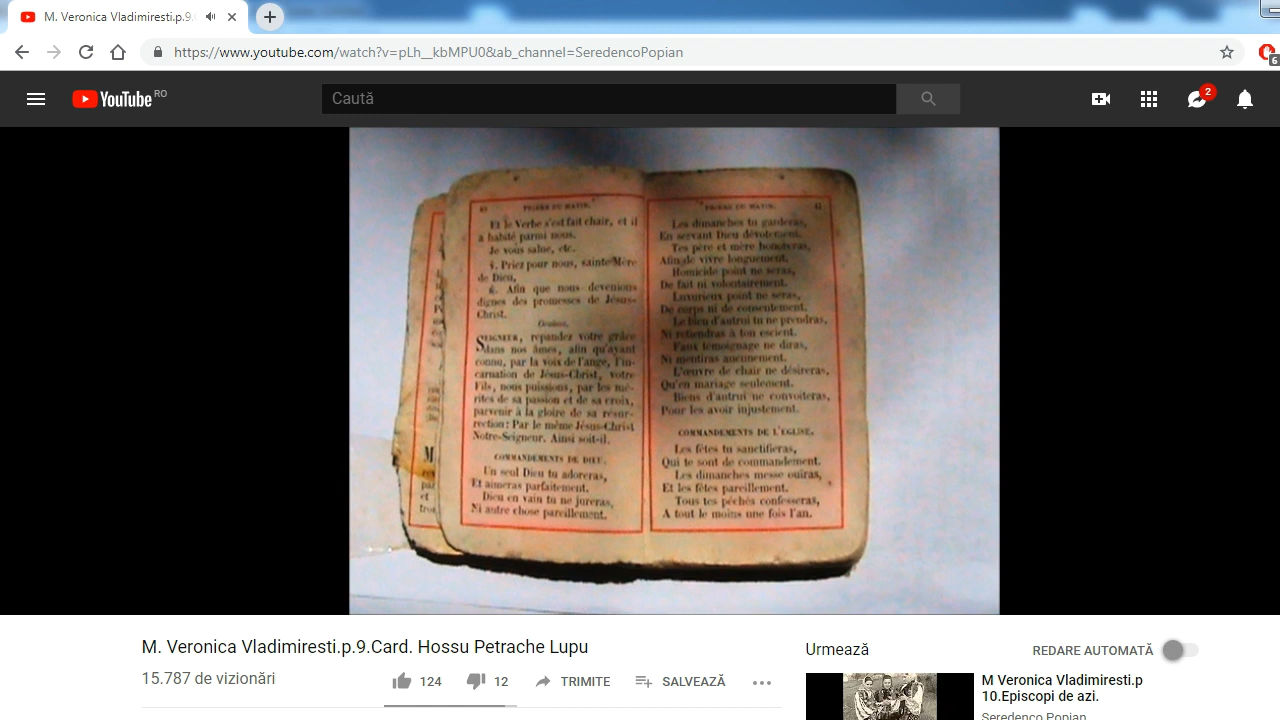 M. Veronica Vladimiresti.p.9.
https://www.youtube.com/watch?v=pLh__kbMPU0&ab_channel=SeredencoPopian
6
YouTube RO
Caută
2
40 PRIERE DU MATIN.
Et le Verbe s'est fait chair, et il
a habité parmi nous.
Je vous salue, etc.
Priez pour nous, sainte Mère
de Dieu,
Afin que nous devenions
dignes des promesses de Jésus-
Christ.
Oraison.
SEIGNEUR, repandez votre grâce
dans nos âmes, afin qu'ayant
connu, par la voix de l'ange, l'in-
carnation de Jésus-Christ, votre
Fils, nous puissions, par les mé-
rites de sa passion et de sa croix,
parvenir à la gloire de sa résur-
rection: Par le même Jésus-Christ
Notre-Seigneur. Ainsi soit-il.
COMMANDEMENTS DE DIEU.
Un seul Dieu tu adoreras,
Et aimeras parfaitement.
Dieu en vain tu ne jureras,
Ni autre chose pareillement.
PRIERE DU MATIN. 41
Les dimanches tu garderas,
En servant Dieu dévotement.
Tes père et mère honoreras,
Afin de vivre longuement.
Homicide point ne seras,
De fait ni volontairement.
Luxurieux point ne seras,
De corps ni de consentement.
Le bien d'autrui tu ne prendras,
Ni retiendras à ton escient.
Faux témoignage ne diras,
Ni mentiras aucunement.
L'œuvre de chair ne désireras,
Qu'en mariage seulement.
Biens d'autrui ne convoiteras,
Pour les avoir injustement.
COMMANDEMENTS DE L'ÉGLISE.
Les fêtes tu sanctifieras,
Qui te sont de commandement.
Les dimanches messe ouïras,
Et les fêtes pareillement.
Tous tes péchés confesseras,
A tout le moins une fois l'an.
M. Veronica Vladimiresti.p.9.Card. Hossu Petrache Lupu
15.787 de vizionări
124 12 TRIMITE SALVEAZĂ
Urmează REDARE AUTOMATĂ
M Veronica Vladimiresti.p
10.Episcopi de azi.
Seredenco Popian